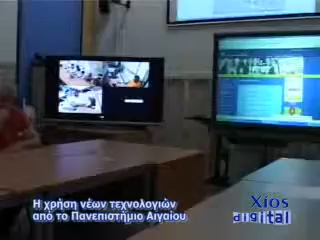 Η χρήση νέων τεχνολογιών
από το Πανεπιστήμιο Αιγαίου
Xios
digital